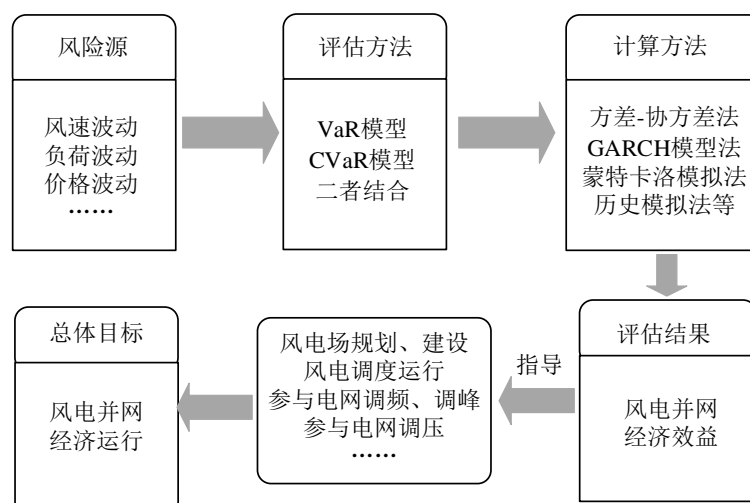 风险源
风速波动
负荷波动
价格波动
……
评估方法
VaR模型
CVaR模型
二者结合
计算方法
方差-协方差法
GARCH模型法
蒙特卡洛模拟法
历史模拟法等
评估结果
风电并网
经济效益
指导
风电场规划、建设
风电调度运行
参与电网调频、调峰
参与电网调压
……
总体目标
风电并网
经济运行